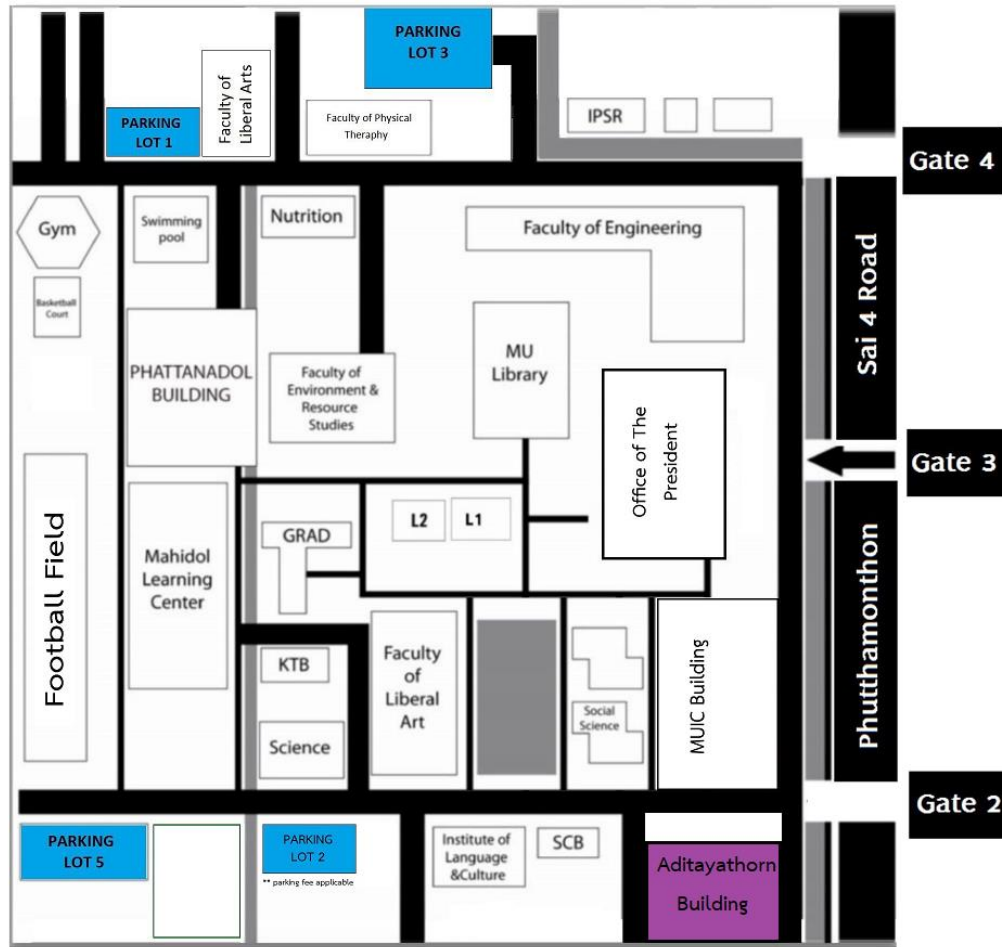 PARKING
LOT 3
Faculty of
Liberal Arts
PARKING
LOT 1
Faculty of Physical
Theraphy
IPSR
Gate 4
Gym
Swimming
pool
Nutrition
Faculty of Engineering
Basketball
Court
PHATTANADOL
BUILDING
Faculty of
Environment &
Resource
Studies
MU
Library
Office of The
President
Sai 4 Road
Gate 3
Football Field
Mahidol
Learning
Center
GRAD
L2
L1
KTB
Science
Faculty
of
Liberal
Art
Social
Science
MUIC Building
Phutthamonthon
Gate 2
PARKING
LOT 5
PARKING
LOT 2
** parking fee applicable
Institute of
Language
&Culture
SCB
Aditayathorn
Building